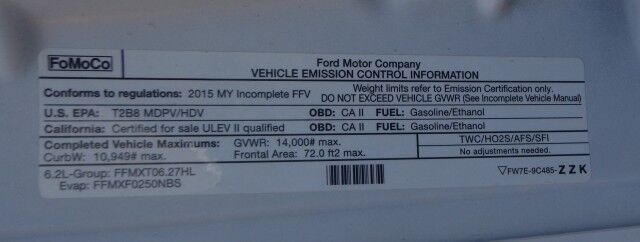 FoMoCo
Ford Motor Company
VEHICLE EMISSION CONTROL INFORMATION
Conforms to regulations: 2015 MY Incomplete FFV
Weight limits refer to Emission Certification only.
DO NOT EXCEED VEHICLE GVWR (See Incomplete Vehicle Manual)
U.S. EPA: T2B8 MDPV/HDV OBD: CA II FUEL: Gasoline/Ethanol
California: Certified for sale ULEV II qualified OBD: CA II FUEL: Gasoline/Ethanol
Completed Vehicle Maximums: GVWR: 14,000# max.
CurbW: 10,949# max. Frontal Area: 72.0 ft2 max.
TWC/HO2S/AFS/SFI
No adjustments needed.
6.2L-Group: FFMXT06.27HL
Evap: FFMXF0250NBS
▽FW7E-9C485-ZZK